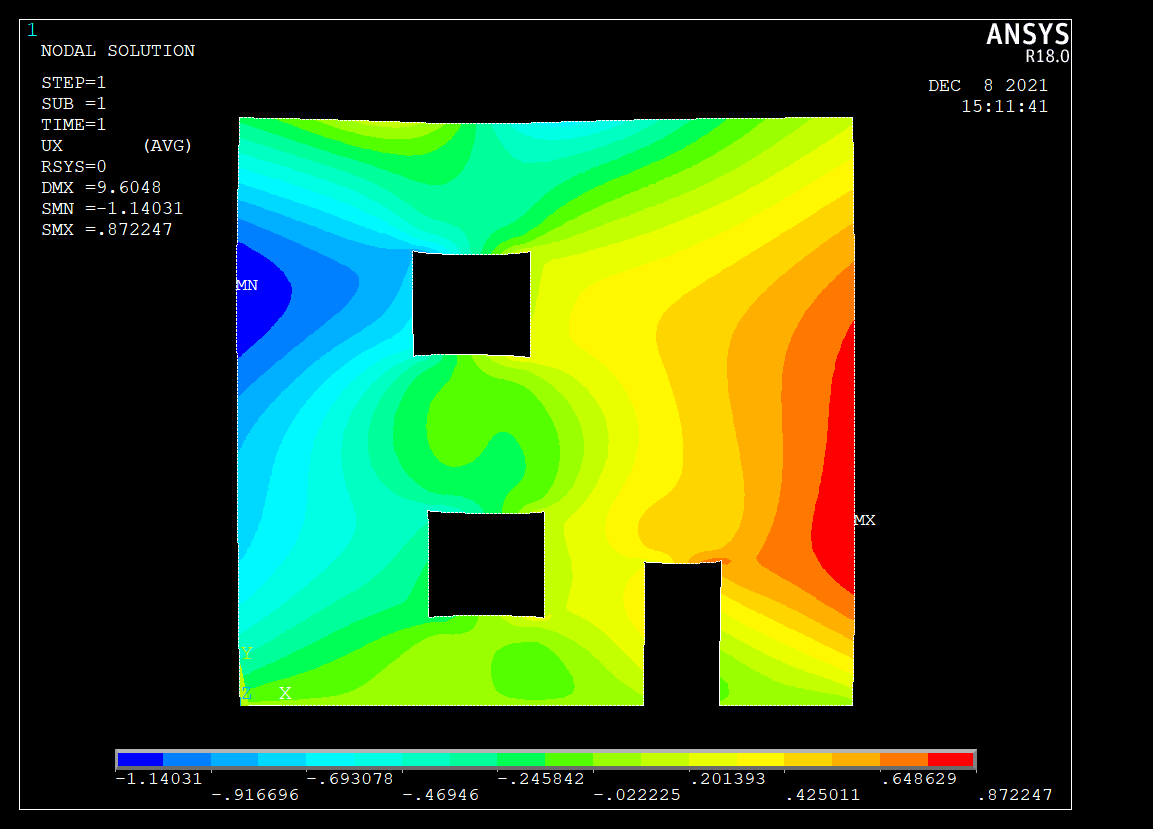 1
ANSYS
R18.0
NODAL SOLUTION
DEC  8 2021
15:11:41
STEP=1
SUB =1
TIME=1
UX       (AVG)
RSYS=0
DMX =9.6048
SMN =-1.14031
SMX =.872247
MN
MX
Y
Z X
-1.14031 -.693078 -.245842 .201393 .648629
-.916696 -.46946 -.022225 .425011 .872247